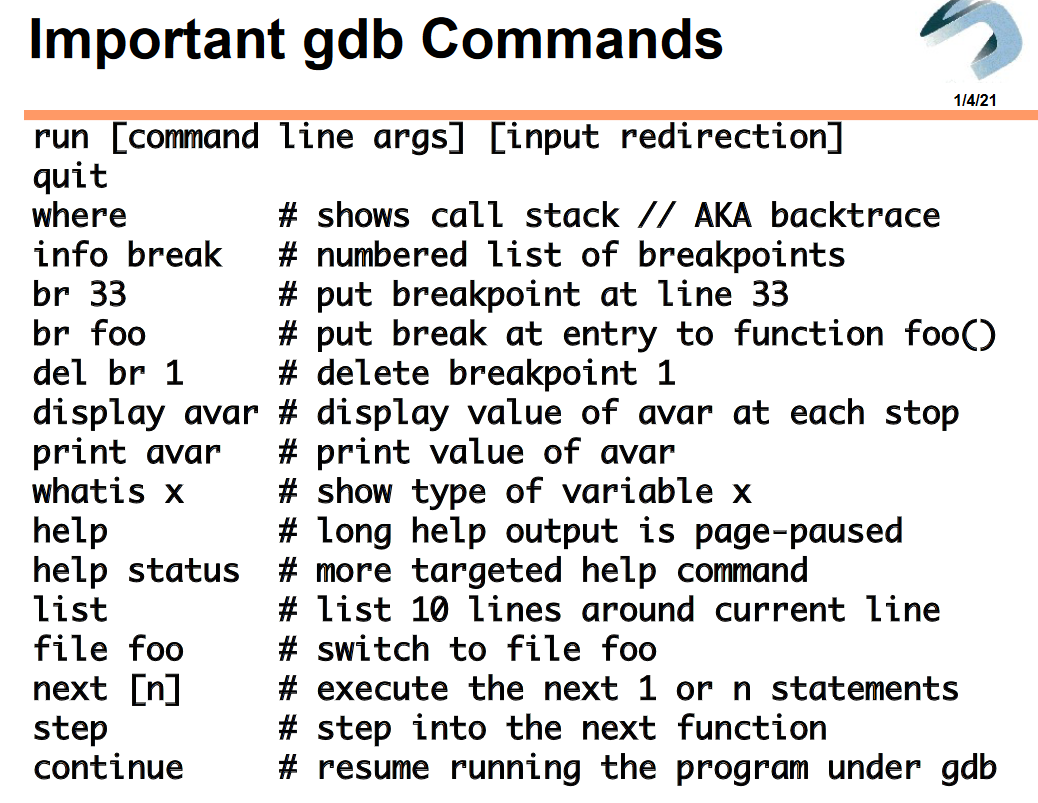 Important gdb Commands
1/4/21
run [command line args] [input redirection]
quit
where        # shows call stack // AKA backtrace
info break   # numbered list of breakpoints
br 33        # put breakpoint at line 33
br foo       # put break at entry to function foo()
del br 1     # delete breakpoint 1
display avar # display value of avar at each stop
print avar   # print value of avar
whatis x     # show type of variable x
help         # long help output is page-paused
help status  # more targeted help command
list         # list 10 lines around current line
file foo     # switch to file foo
next [n]     # execute the next 1 or n statements
step         # step into the next function
continue     # resume running the program under gdb